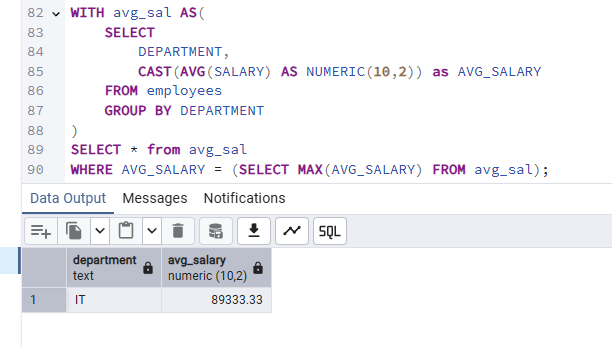 82 WITH avg_sal AS(
83 SELECT
84 DEPARTMENT,
85 CAST(AVG(SALARY) AS NUMERIC(10,2)) as AVG_SALARY
86 FROM employees
87 GROUP BY DEPARTMENT
88 )
89 SELECT * from avg_sal
90 WHERE AVG_SALARY = (SELECT MAX(AVG_SALARY) FROM avg_sal);
Data Output Messages Notifications
SQL
department avg_salary
text numeric (10,2)
1 IT 89333.33